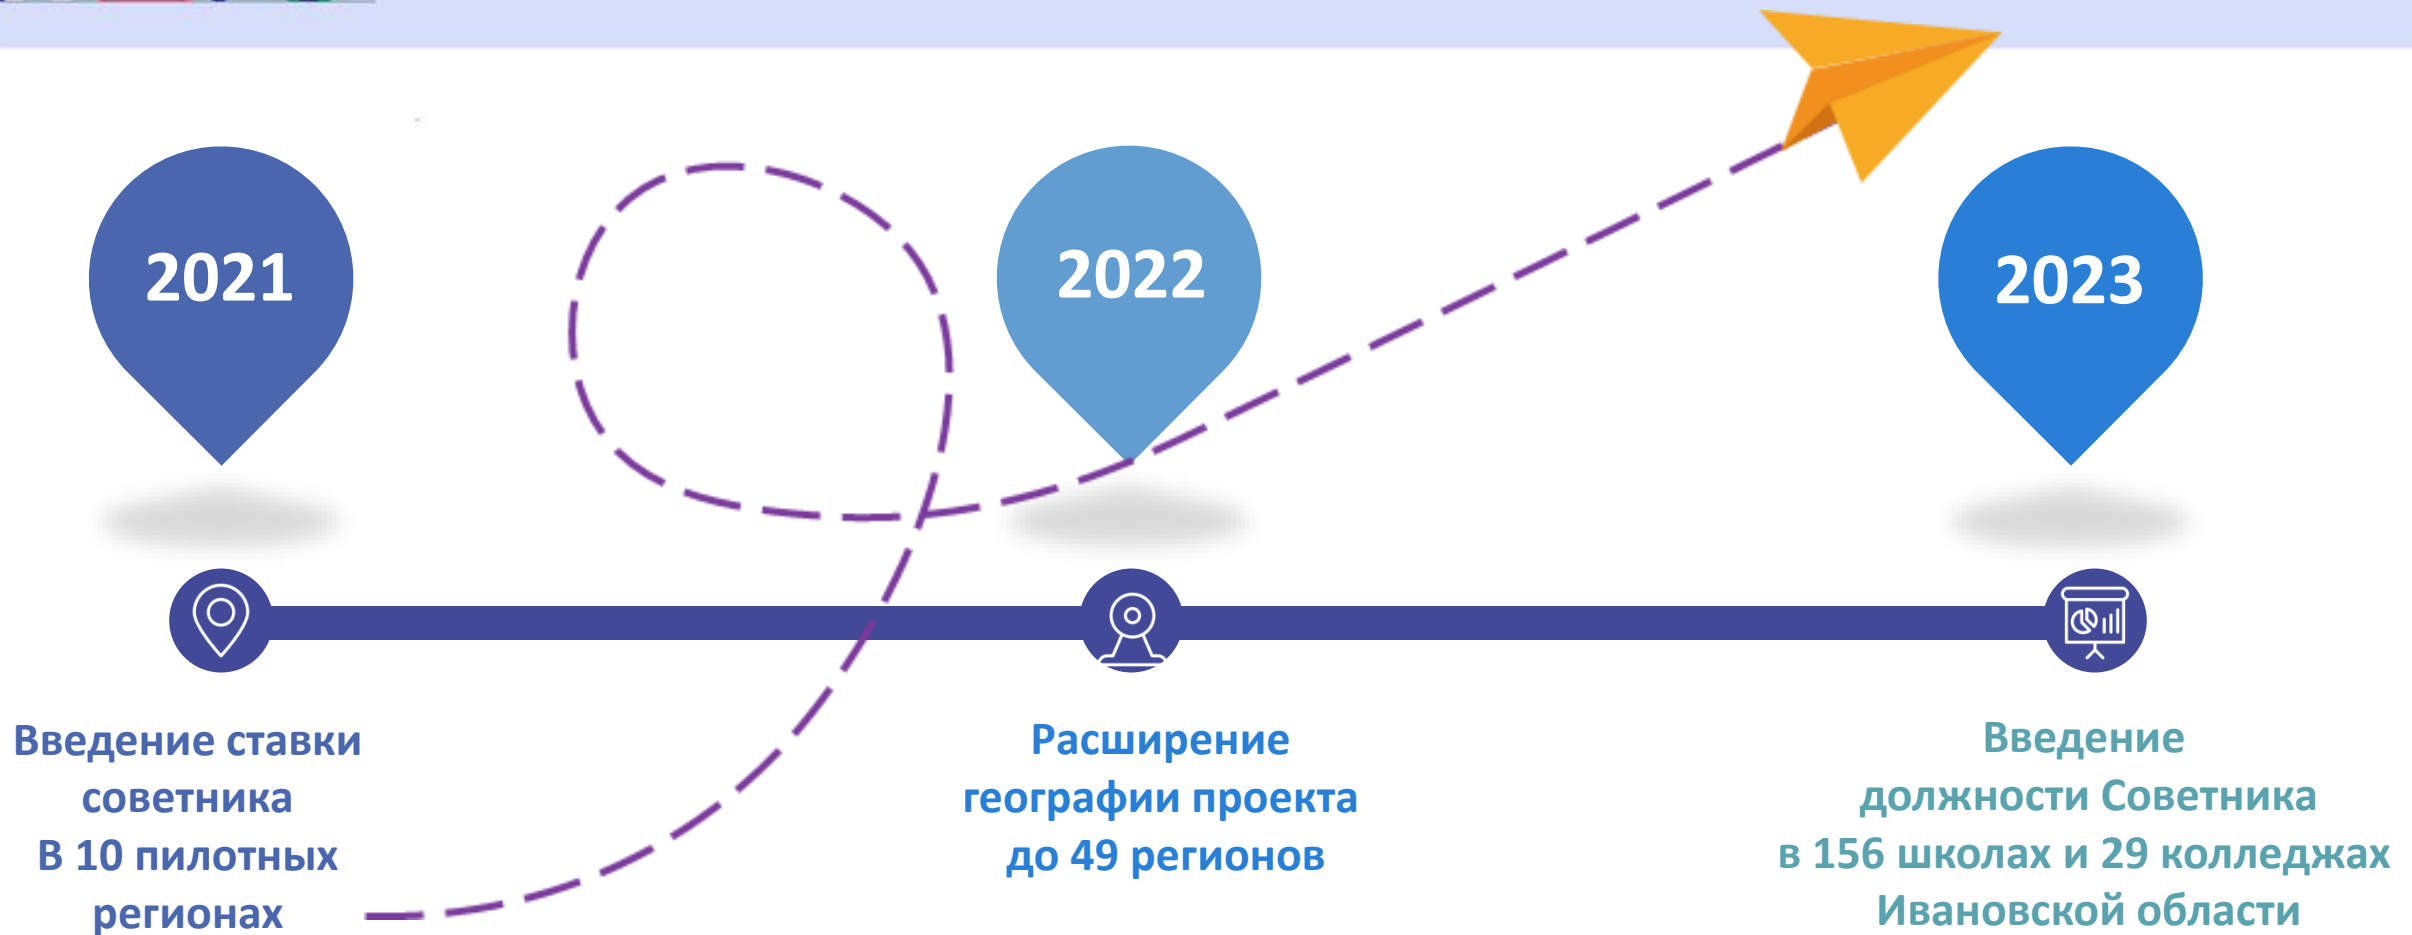 2021
2022
2023
Введение ставки
советника
В 10 пилотных
регионах
Расширение
географии проекта
до 49 регионов
Введение
должности Советника
в 156 школах и 29 колледжах
Ивановской области